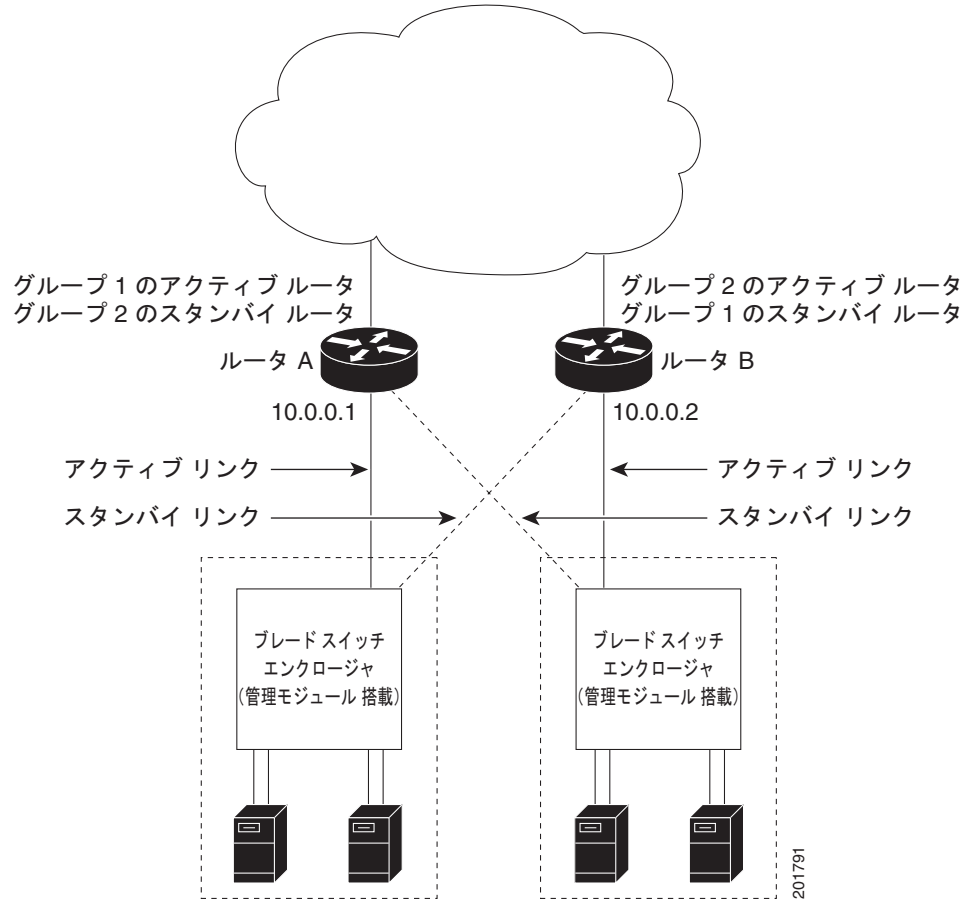 グループ 1 のアクティブ ルータ
グループ 2 のスタンバイ ルータ
グループ 2 のアクティブ ルータ
グループ 1 のスタンバイ ルータ
ルータ A
ルータ B
10.0.0.1
10.0.0.2
アクティブ リンク
アクティブ リンク
スタンバイ リンク
スタンバイ リンク
ブレード スイッチ
エンクロージャ
(管理モジュール 搭載)
ブレード スイッチ
エンクロージャ
(管理モジュール 搭載)
201791